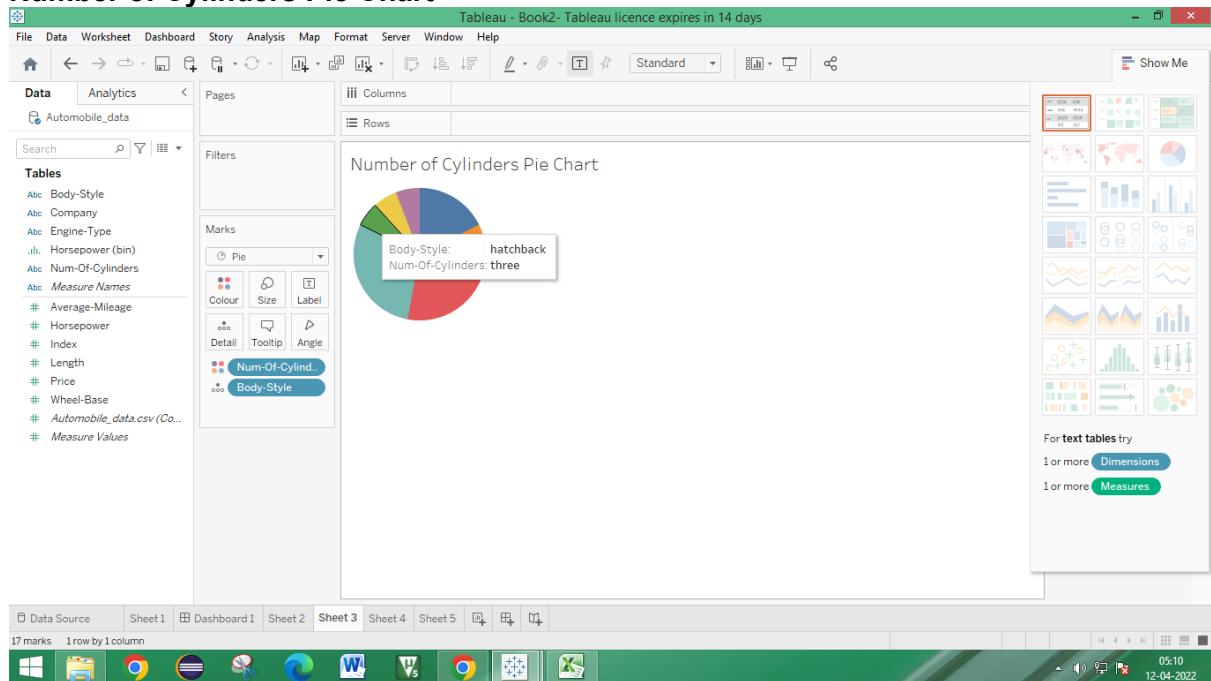 Number of Cylinders Pie Chart
Tableau - Book2- Tableau licence expires in 14 days
File Data Worksheet Dashboard Story Analysis Map Format Server Window Help
Standard
Show Me
Data Analytics
Pages
Columns
Automobile_data
Rows
Search
Filters
Number of Cylinders Pie Chart
Tables
Abc Body-Style
Abc Company
Abc Engine-Type
Horsepower (bin)
Abc Num-Of-Cylinders
Abc Measure Names
# Average-Mileage
# Horsepower
# Index
# Length
# Price
# Wheel-Base
# Automobile_data.csv (Co...
# Measure Values
Marks
Pie
Colour Size Label
Detail Tooltip Angle
Num-Of-Cylind..
Body-Style
Body-Style: hatchback
Num-Of-Cylinders: three
For text tables try
1 or more Dimensions
1 or more Measures
Data Source Sheet 1 Dashboard 1 Sheet 2 Sheet 3 Sheet 4 Sheet 5
17 marks 1 row by 1 column
05:10
12-04-2022